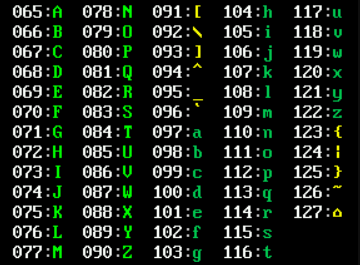 065:A 078:N 091:[ 104:h 117:u
066:B 079:O 092:\ 105:i 118:v
067:C 080:P 093:] 106:j 119:w
068:D 081:Q 094:^ 107:k 120:x
069:E 082:R 095:_ 108:l 121:y
070:F 083:S 096:` 109:m 122:z
071:G 084:T 097:a 110:n 123:{
072:H 085:U 098:b 111:o 124:¦
073:I 086:V 099:c 112:p 125:}
074:J 087:W 100:d 113:q 126:~
075:K 088:X 101:e 114:r 127:⌂
076:L 089:Y 102:f 115:s
077:M 090:Z 103:g 116:t